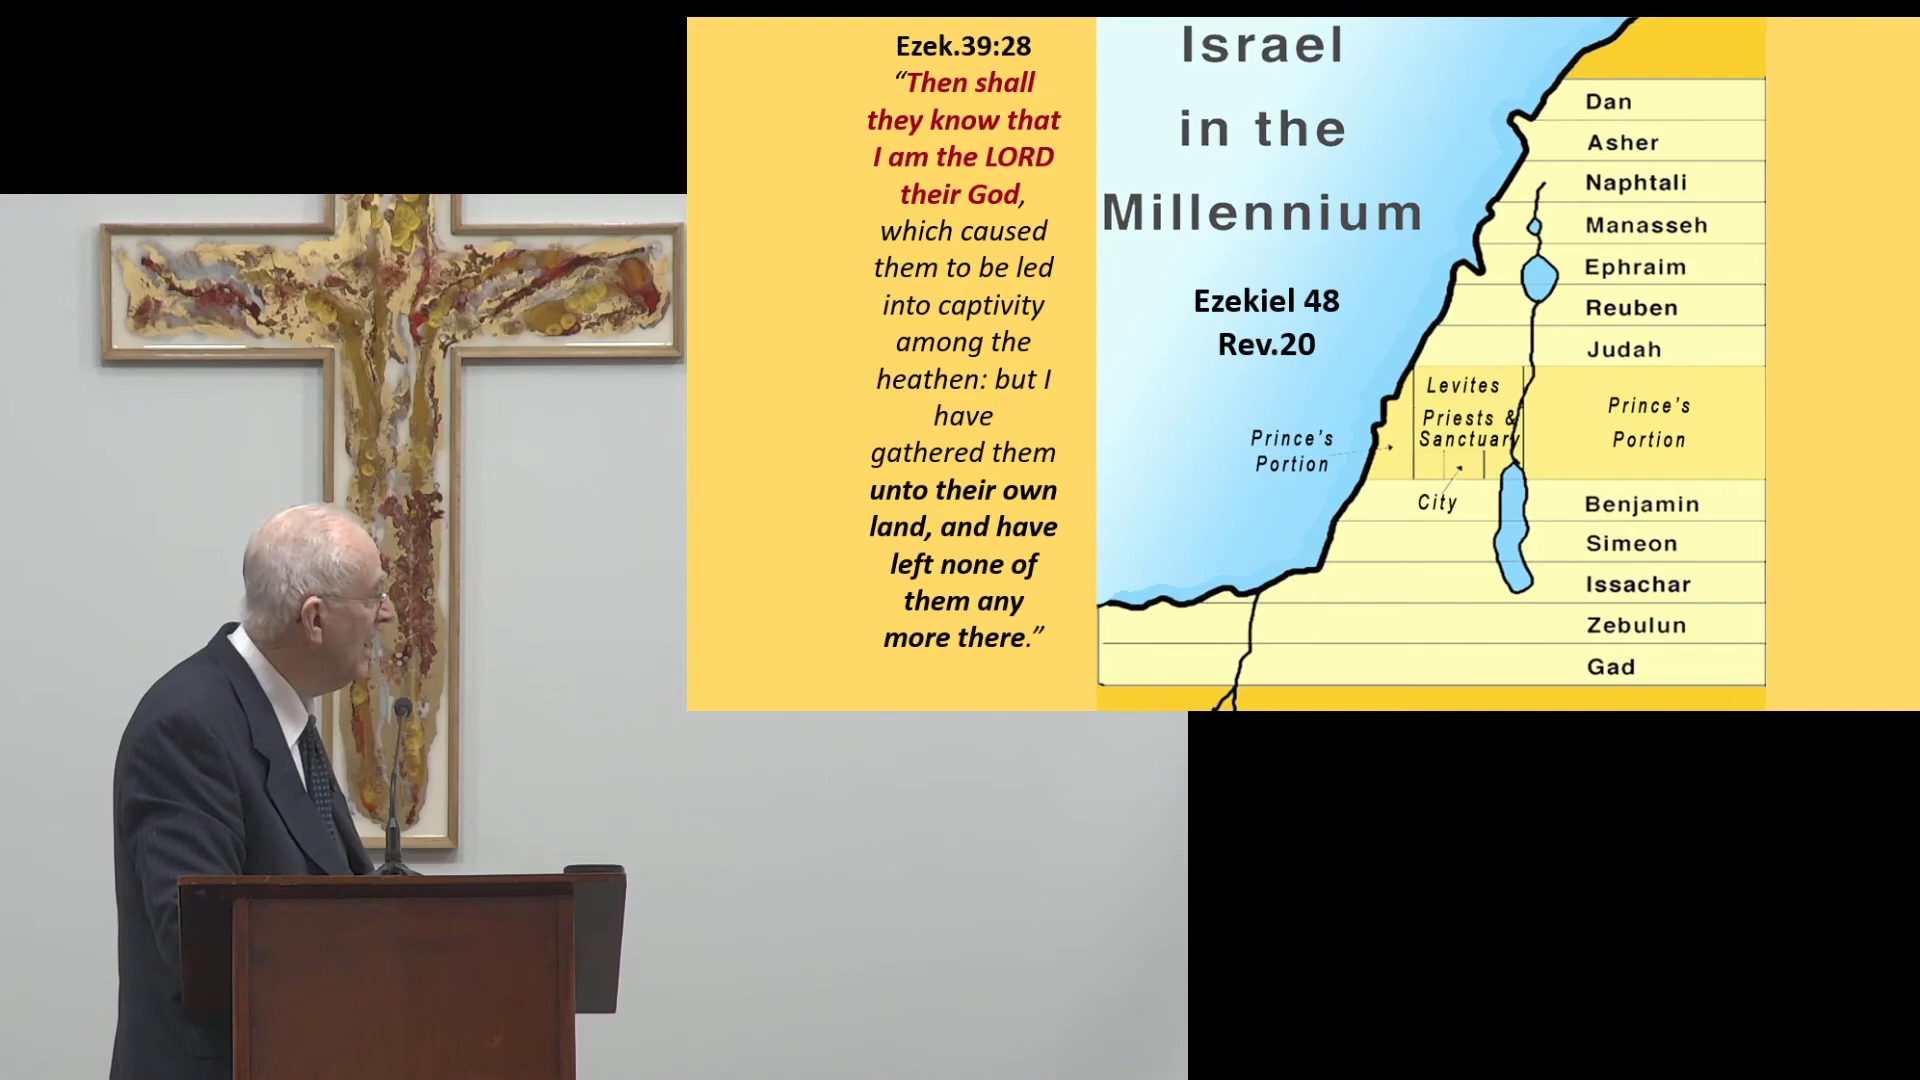 Ezek.39:28
“Then shall
they know that
I am the LORD
their God,
which caused
them to be led
into captivity
among the
heathen: but I
have
gathered them
unto their own
land, and have
left none of
them any
more there.”
Israel
in the
Millennium
Ezekiel 48
Rev.20
Dan
Asher
Naphtali
Manasseh
Ephraim
Reuben
Judah
Levites
Priests &
Sanctuary
Prince's
Portion
Prince's
Portion
City
Benjamin
Simeon
Issachar
Zebulun
Gad